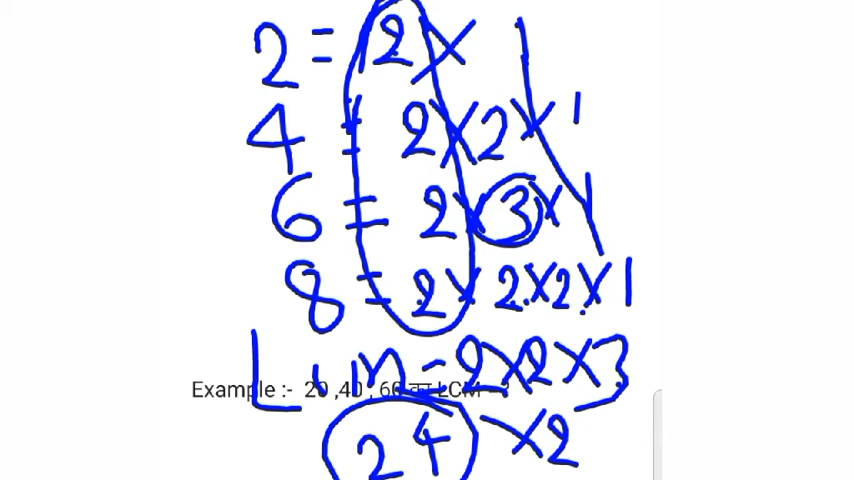 2 = 2 ×
4 = 2 × 2 × 1
6 = 2 × 3 × 1
8 = 2 × 2 × 2 × 1
Lcm = 2 × 2 × 3
Example :- 20 ,40 , 60 का LCM
24 × 2